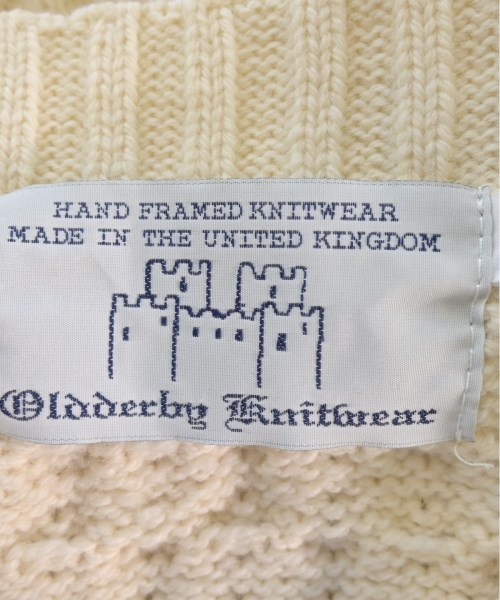 HAND FRAMED KNITWEAR
MADE IN THE UNITED KINGDOM
Oldderby Knitwear